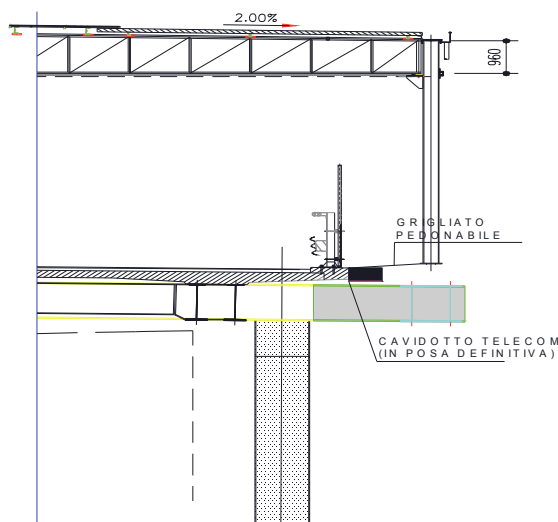 2.00%
960
GRIGLIATO
PEDONABILE
CAVIDOTTO TELECOM
(IN POSA DEFINITIVA)